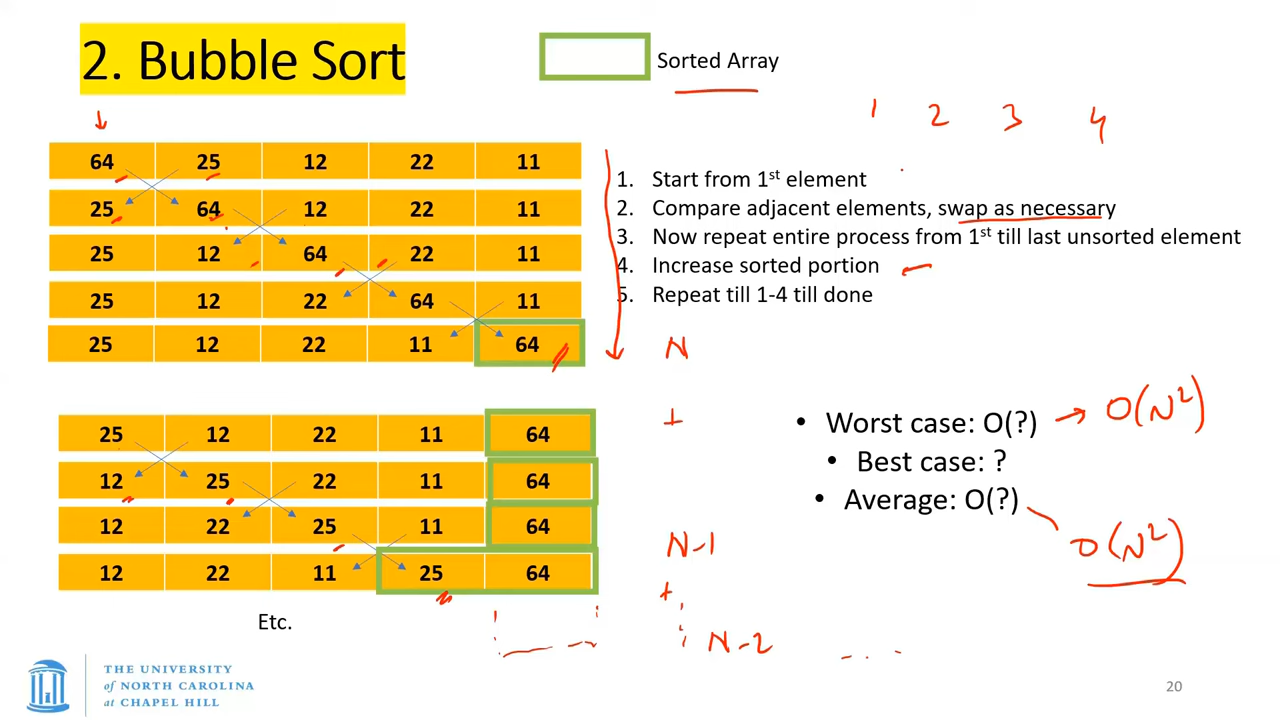 2. Bubble Sort
Sorted Array
1 2 3 4
64 25 12 22 11
25 64 12 22 11
25 12 64 22 11
25 12 22 64 11
25 12 22 11 64
1. Start from 1st element
2. Compare adjacent elements, swap as necessary
3. Now repeat entire process from 1st till last unsorted element
4. Increase sorted portion
5. Repeat till 1-4 till done
N
+
N-1
+
N-2
25 12 22 11 64
12 25 22 11 64
12 22 25 11 64
12 22 11 25 64
Etc.
• Worst case: O(?) → O(N²)
• Best case: ?
• Average: O(?)
O(N²)
THE UNIVERSITY
of NORTH CAROLINA
at CHAPEL HILL
20